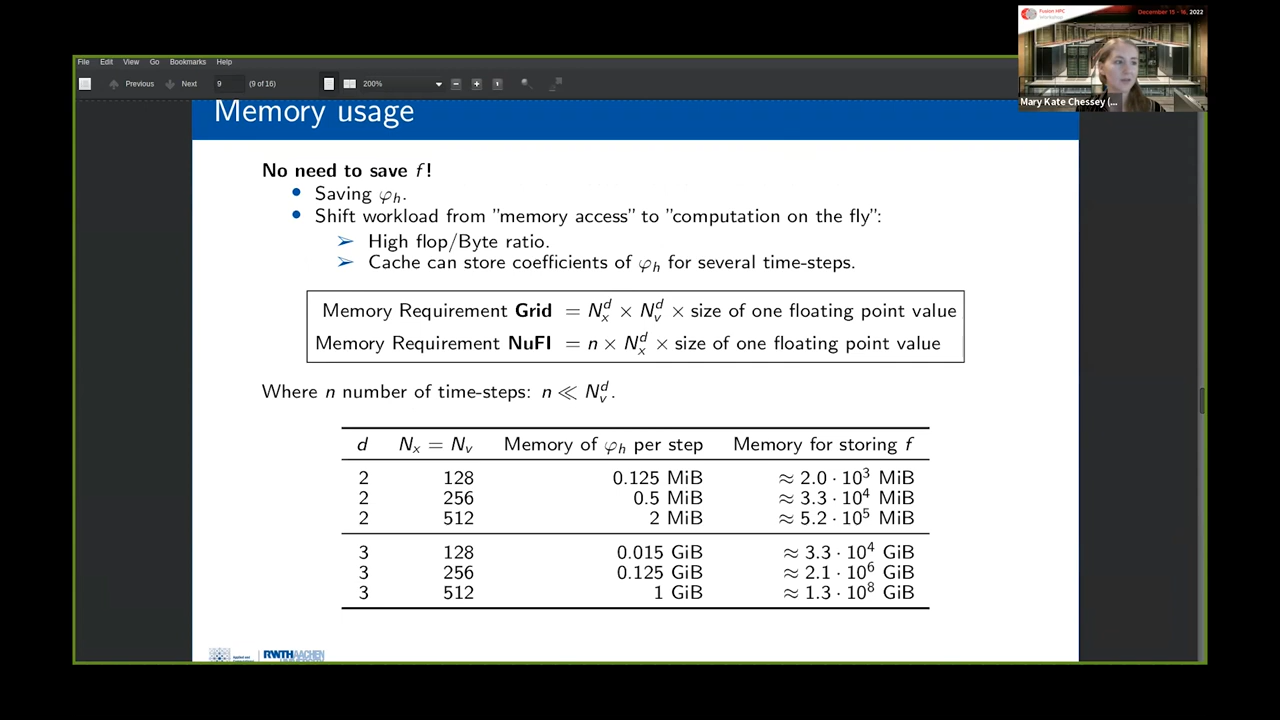 Fusion HPC
Workshop
December 15 - 16, 2022
Mary Kate Chessey (...
File Edit View Go Bookmarks Help
Previous Next 9 (9 of 16) 200%
Memory usage
No need to save f!
• Saving φ_h.
• Shift workload from "memory access" to "computation on the fly":
➢ High flop/Byte ratio.
➢ Cache can store coefficients of φ_h for several time-steps.
Memory Requirement Grid = N_x^d × N_v^d × size of one floating point value
Memory Requirement NuFI = n × N_x^d × size of one floating point value
Where n number of time-steps: n ≪ N_v^d.
d N_x = N_v Memory of φ_h per step Memory for storing f
2 128 0.125 MiB ≈ 2.0 · 10^3 MiB
2 256 0.5 MiB ≈ 3.3 · 10^4 MiB
2 512 2 MiB ≈ 5.2 · 10^5 MiB
3 128 0.015 GiB ≈ 3.3 · 10^4 GiB
3 256 0.125 GiB ≈ 2.1 · 10^6 GiB
3 512 1 GiB ≈ 1.3 · 10^8 GiB
RWTH AACHEN